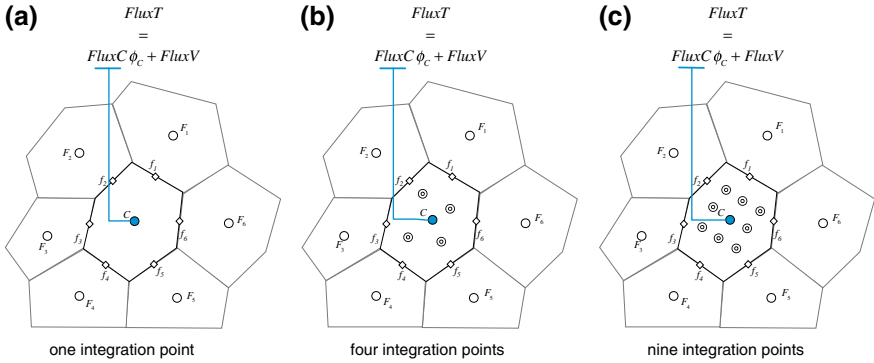 (a)
FluxT
=
FluxC ϕC + FluxV
F1
F2
f1
f2
C
F6
F3
f3
f6
f4
f5
F4
F5
one integration point
(b)
FluxT
=
FluxC ϕC + FluxV
F1
F2
f1
f2
C
F6
F3
f3
f6
f4
f5
F4
F5
four integration points
(c)
FluxT
=
FluxC ϕC + FluxV
F1
F2
f1
f2
C
F6
F3
f3
f6
f4
f5
F4
F5
nine integration points